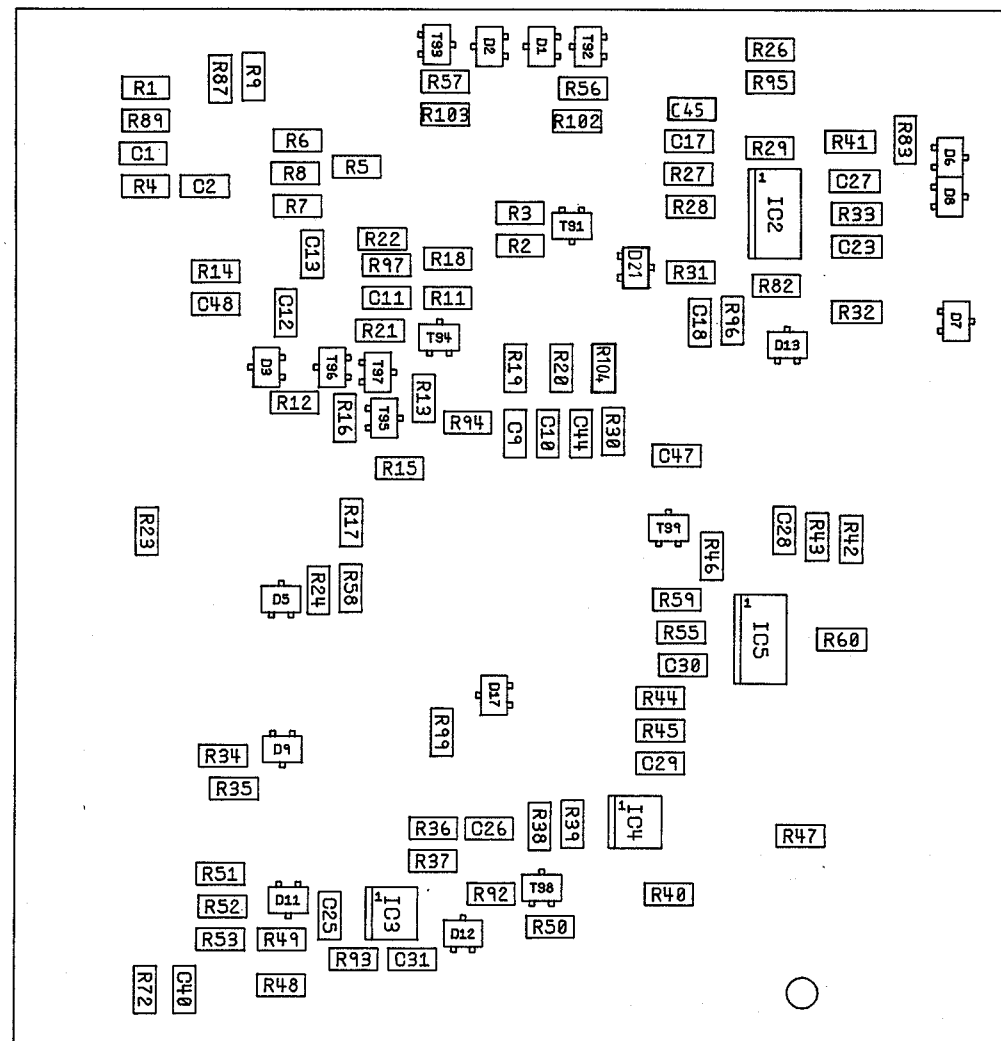 T93 D2 D1 T92 R26
R87 R9 R57 R56 R95
R1 R103 R102 C45
R89 R6 C17 R29 R41 R83 D6
C1 R5
R4 C2 R8 R27 1 C27 D8
R7 R3 T91 R28 IC2 R33
C13 R22 R18 R2 C23
R14 R97 D21 R31 R82
C48 C12 C11 R11 C18 R96 R32 D7
R21 T94 D13
D3 T96 T97 R19 R20 R104
R12 R16 T95 R13 R94 C9 C10 C44 R30
R15 C47
R23 R17 T99 C28 R43 R42
R46
D5 R24 R58 R59 1
R55 IC5 R60
C30
D17 R44
R99 R45
R34 D9 C29
R35
R36 C26 R38 R39 1 IC4 R47
R37
R51 R92 T98 R40
R52 D11 C25 1 IC3 R50
R53 R49 D12
R93 C31
R72 C40 R48